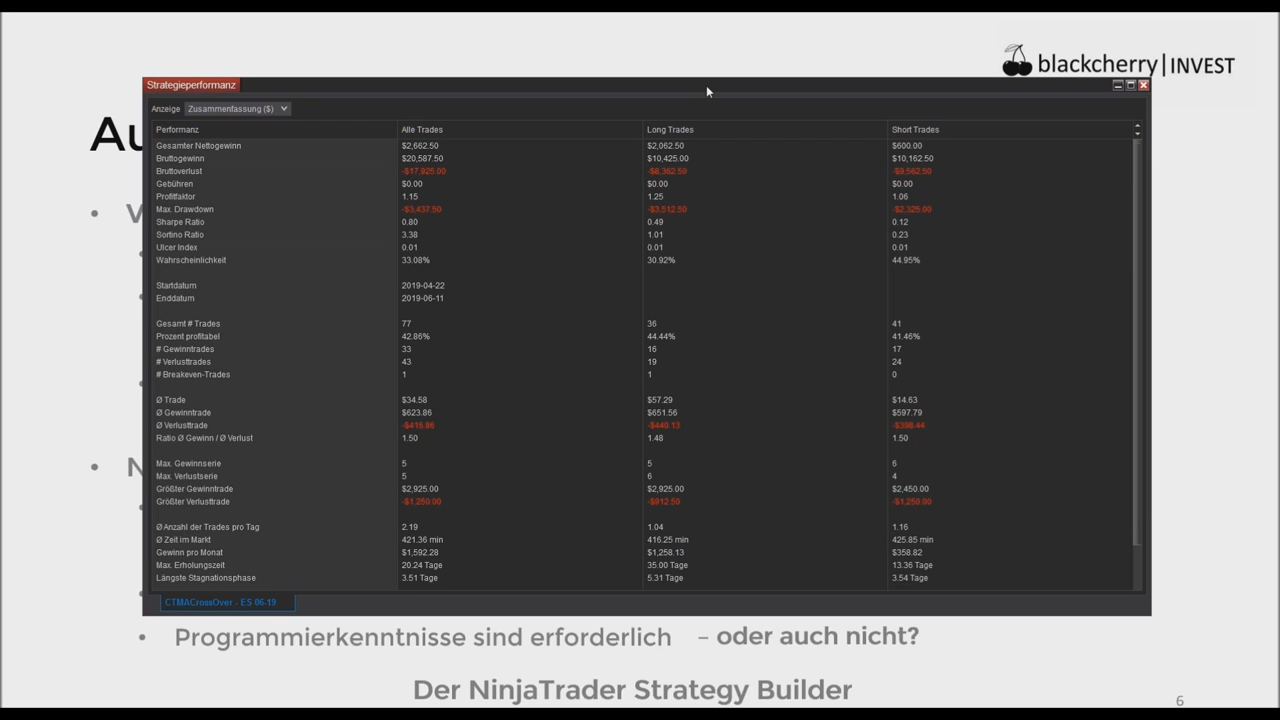 blackcherry|INVEST
Strategieperformanz
Au
Anzeige Zusammenfassung ($)
Performanz Alle Trades Long Trades Short Trades
Gesamter Nettogewinn $2,662.50 $2,062.50 $600.00
Bruttogewinn $20,587.50 $10,425.00 $10,162.50
Bruttoverlust -$17,925.00 -$8,362.50 -$9,562.50
Gebühren $0.00 $0.00 $0.00
Profitfaktor 1.15 1.25 1.06
Max. Drawdown -$3,437.50 -$3,512.50 -$2,325.00
Sharpe Ratio 0.80 0.49 0.12
Sortino Ratio 3.38 1.01 0.23
Ulcer Index 0.01 0.01 0.01
Wahrscheinlichkeit 33.08% 30.92% 44.95%
Startdatum 2019-04-22
Enddatum 2019-06-11
Gesamt # Trades 77 36 41
Prozent profitabel 42.86% 44.44% 41.46%
# Gewinntrades 33 16 17
# Verlusttrades 43 19 24
# Breakeven-Trades 1 1 0
Ø Trade $34.58 $57.29 $14.63
Ø Gewinntrade $623.86 $651.56 $597.79
Ø Verlusttrade -$416.86 -$440.13 -$398.44
Ratio Ø Gewinn / Ø Verlust 1.50 1.48 1.50
Max. Gewinnserie 5 5 6
Max. Verlustserie 5 6 4
Größter Gewinntrade $2,925.00 $2,925.00 $2,450.00
Größter Verlusttrade -$1,250.00 -$912.50 -$1,250.00
Ø Anzahl der Trades pro Tag 2.19 1.04 1.16
Ø Zeit im Markt 421.36 min 416.25 min 425.85 min
Gewinn pro Monat $1,592.28 $1,258.13 $358.82
Max. Erholungszeit 20.24 Tage 35.00 Tage 13.36 Tage
Längste Stagnationsphase 3.51 Tage 5.31 Tage 3.54 Tage
CTMACrossOver - ES 06-19
• Programmierkenntnisse sind erforderlich – oder auch nicht?
Der NinjaTrader Strategy Builder
6